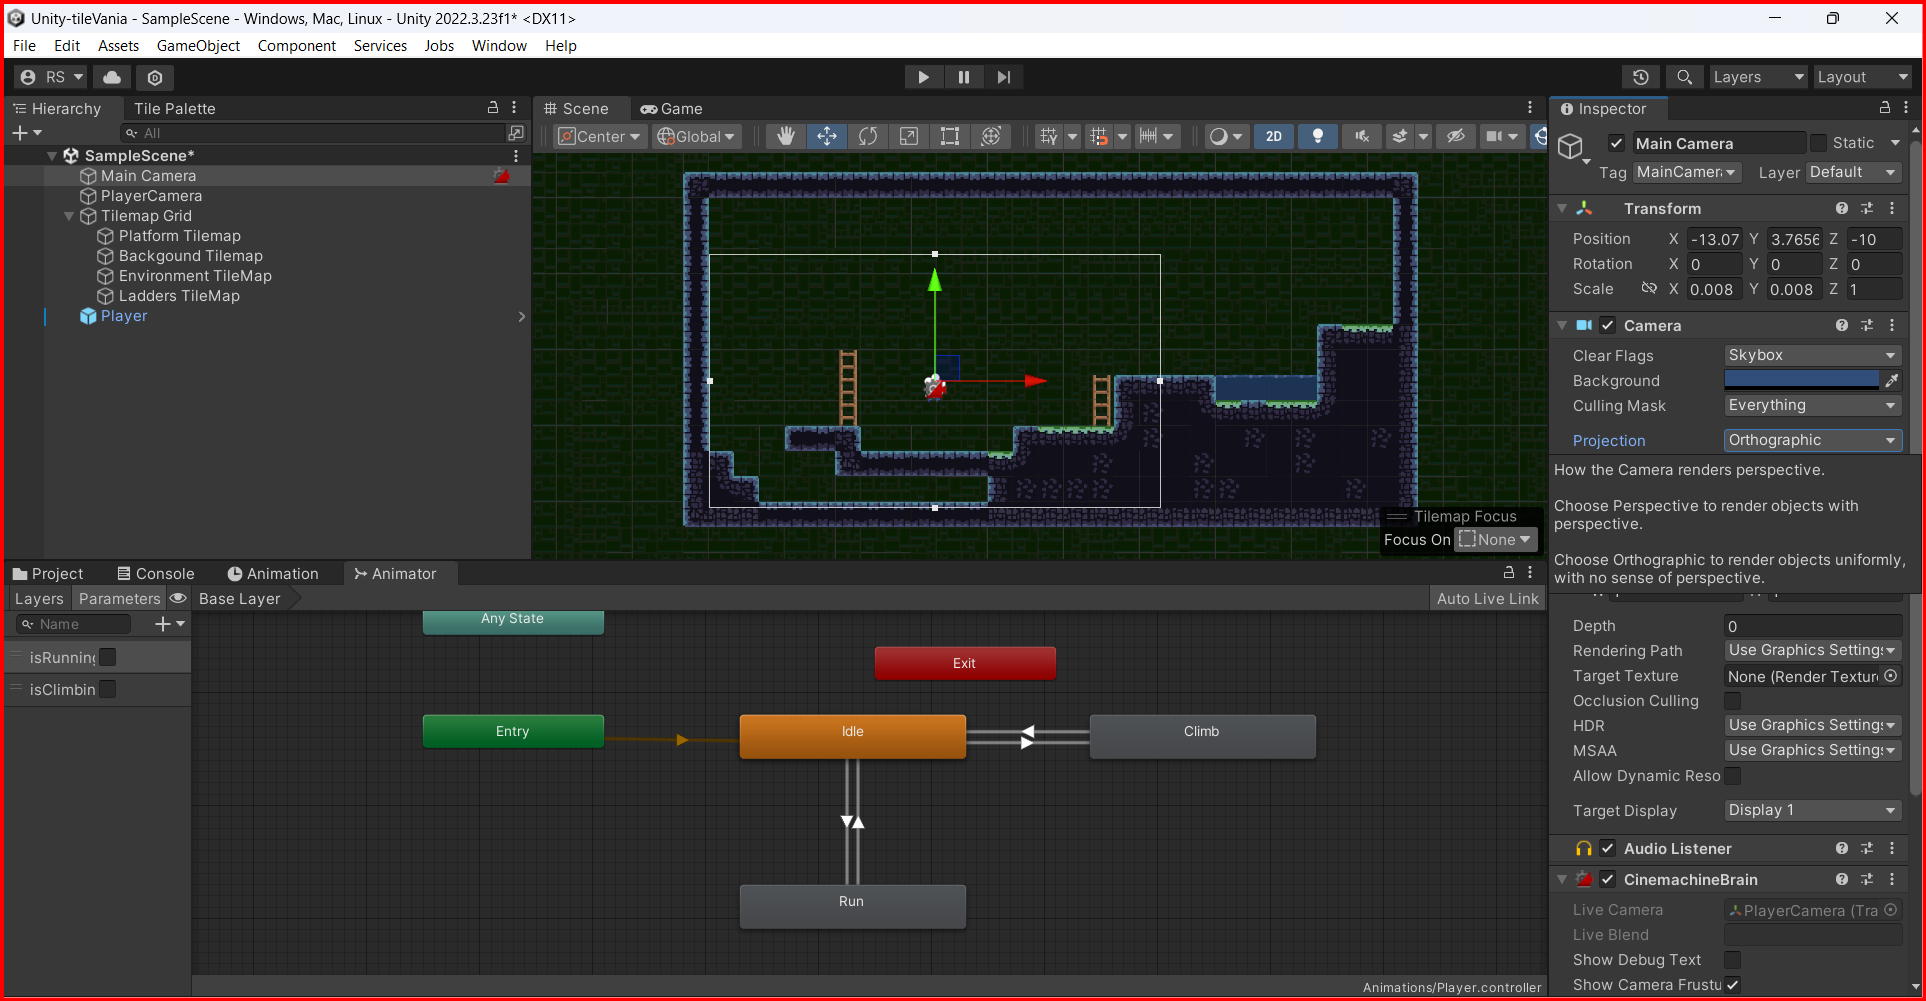 Unity-tileVania - SampleScene - Windows, Mac, Linux - Unity 2022.3.23f1* <DX11>
File Edit Assets GameObject Component Services Jobs Window Help
RS Layers Layout
Hierarchy Tile Palette
All
SampleScene*
Main Camera
PlayerCamera
Tilemap Grid
Platform Tilemap
Backgound Tilemap
Environment TileMap
Ladders TileMap
Player
Scene Game
Center Global 2D
Tilemap Focus
Focus On None
Inspector
Main Camera Static
Tag MainCamera Layer Default
Transform
Position X -13.07 Y 3.7656 Z -10
Rotation X 0 Y 0 Z 0
Scale X 0.008 Y 0.008 Z 1
Camera
Clear Flags Skybox
Background
Culling Mask Everything
Projection Orthographic
How the Camera renders perspective.
Choose Perspective to render objects with
perspective.
Choose Orthographic to render objects uniformly,
with no sense of perspective.
Depth 0
Rendering Path Use Graphics Settings
Target Texture None (Render Texture
Occlusion Culling
HDR Use Graphics Settings
MSAA Use Graphics Settings
Allow Dynamic Reso
Target Display Display 1
Audio Listener
CinemachineBrain
Live Camera PlayerCamera (Tra
Live Blend
Show Debug Text
Show Camera Frustu
Project Console Animation Animator
Layers Parameters Base Layer Auto Live Link
Name
isRunning
isClimbin
Any State
Exit
Entry
Idle
Climb
Run
Animations/Player.controller